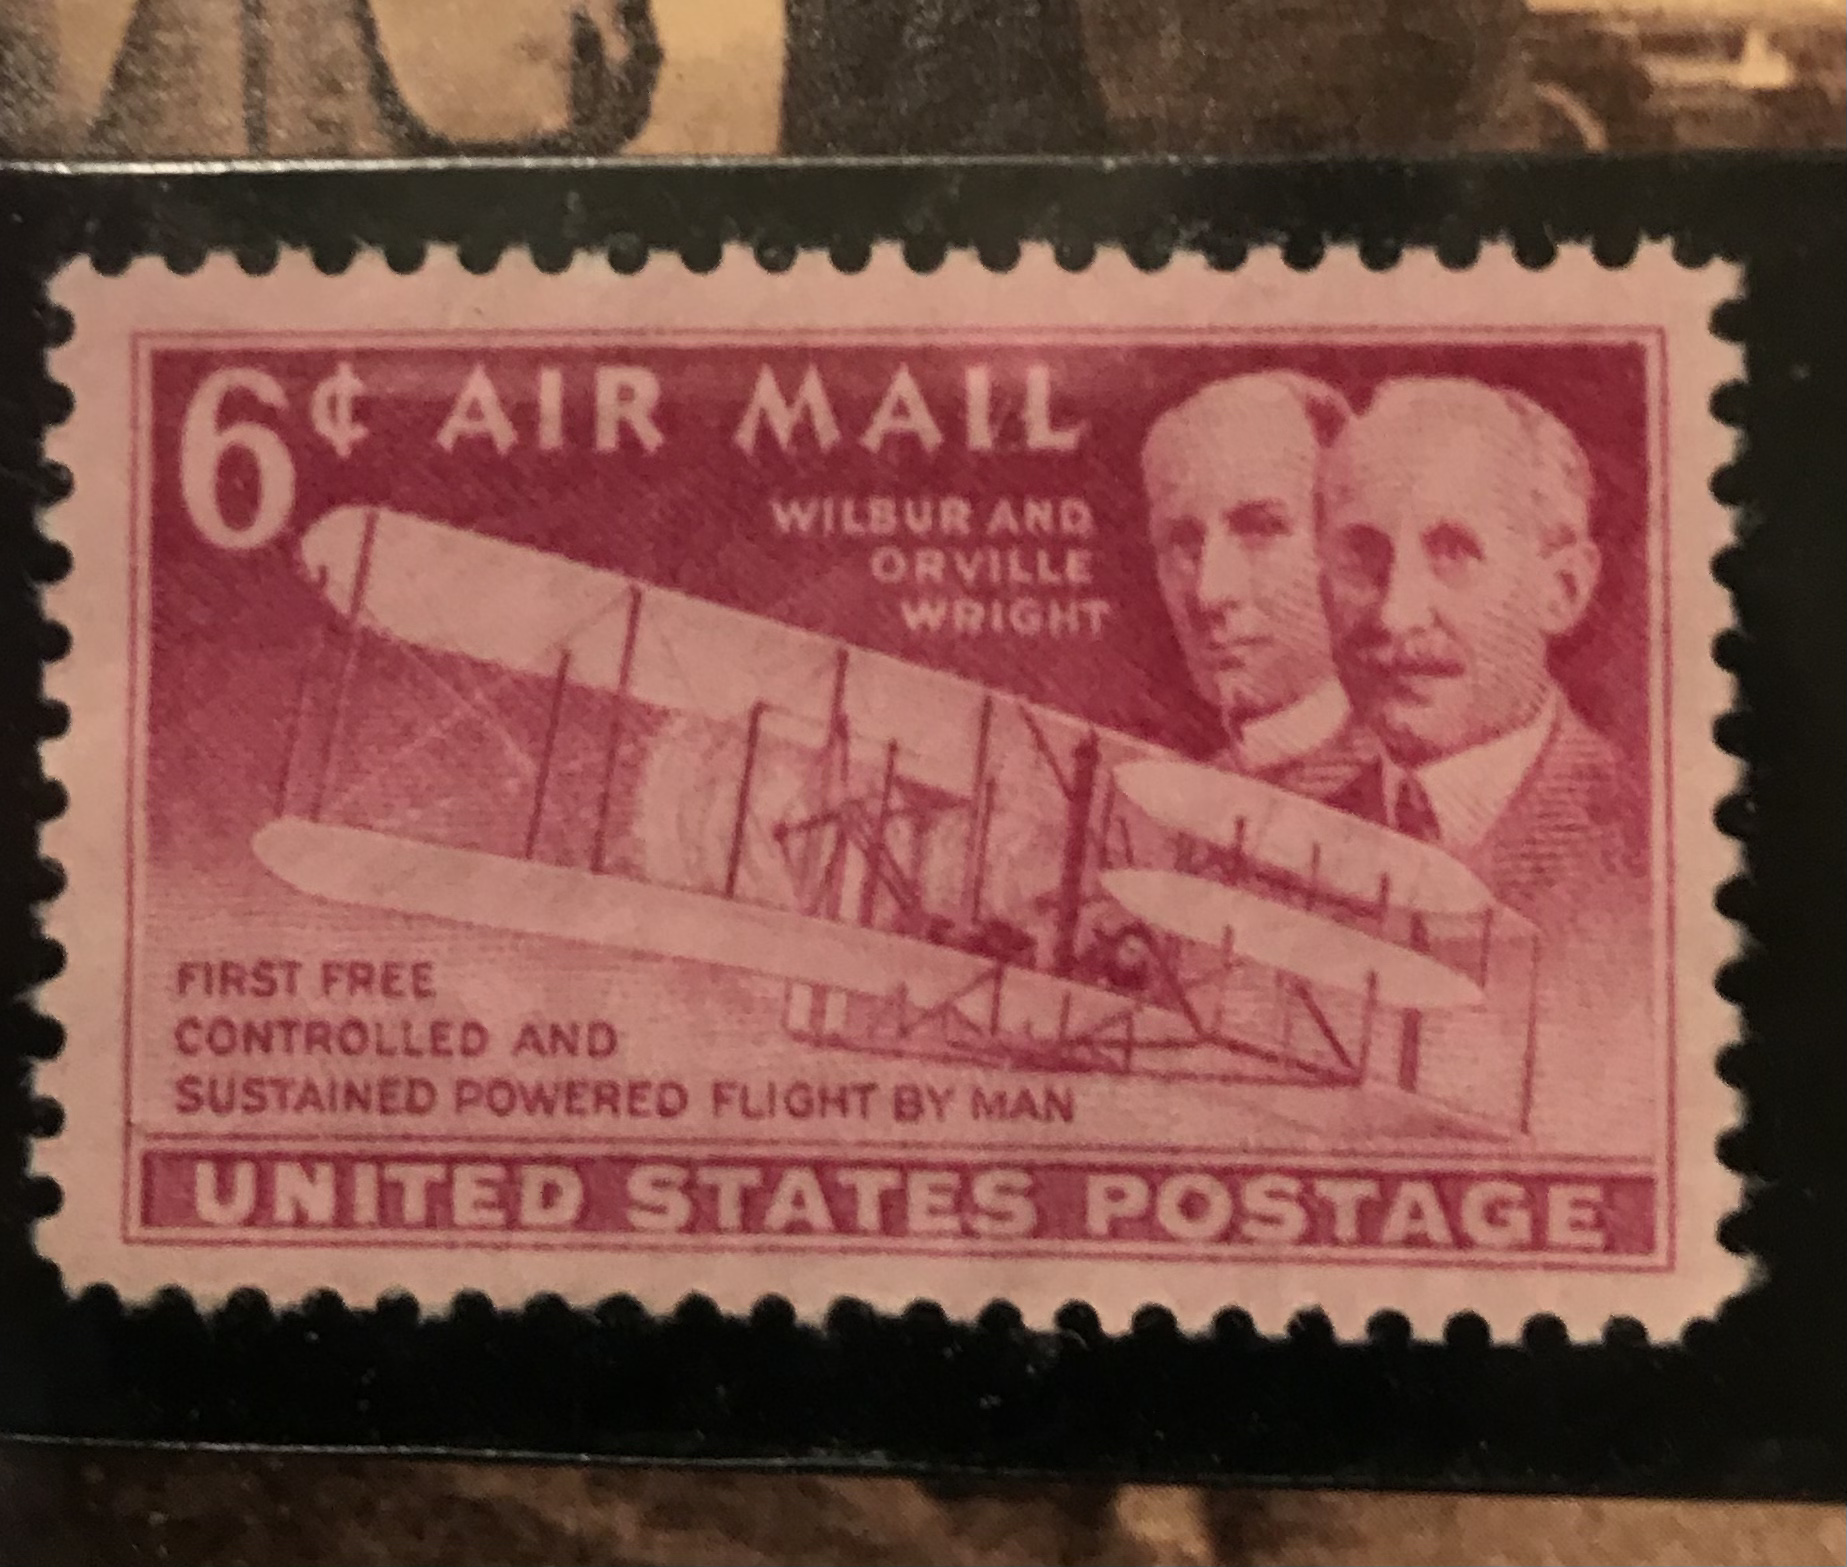 6¢ AIR MAIL
WILBUR AND
ORVILLE
WRIGHT
FIRST FREE
CONTROLLED AND
SUSTAINED POWERED FLIGHT BY MAN
UNITED STATES POSTAGE